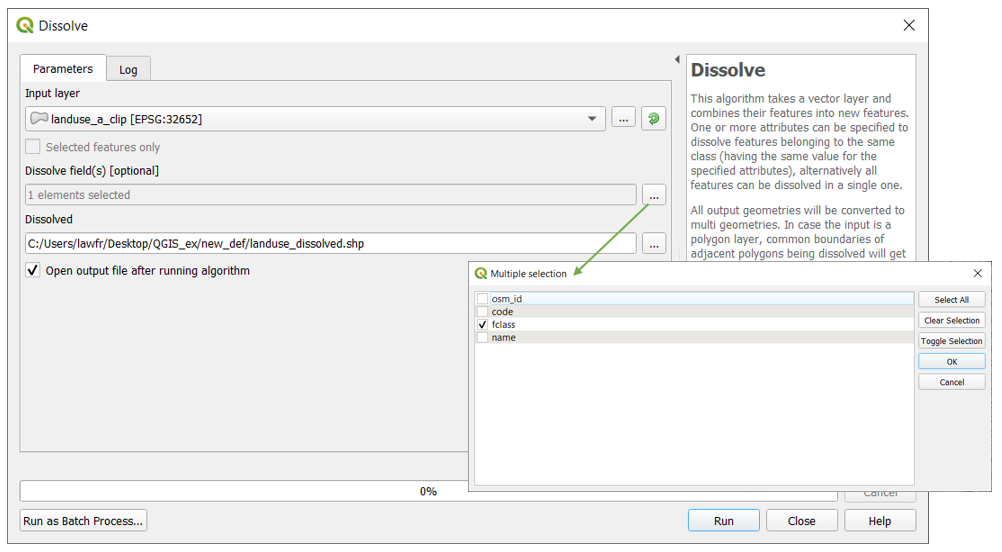 Dissolve
Parameters
Log
Input layer
landuse_a_clip [EPSG:32652]
...
Selected features only
Dissolve field(s) [optional]
1 elements selected
...
Dissolved
C:/Users/lawfr/Desktop/QGIS_ex/new_def/landuse_dissolved.shp
...
Open output file after running algorithm
Dissolve
This algorithm takes a vector layer and
combines their features into new features.
One or more attributes can be specified to
dissolve features belonging to the same
class (having the same value for the
specified attributes), alternatively all
features can be dissolved in a single one.
All output geometries will be converted to
multi geometries. In case the input is a
polygon layer, common boundaries of
adjacent polygons being dissolved will get
Multiple selection
osm_id
code
fclass
name
Select All
Clear Selection
Toggle Selection
OK
Cancel
0%
Cancel
Run as Batch Process...
Run
Close
Help